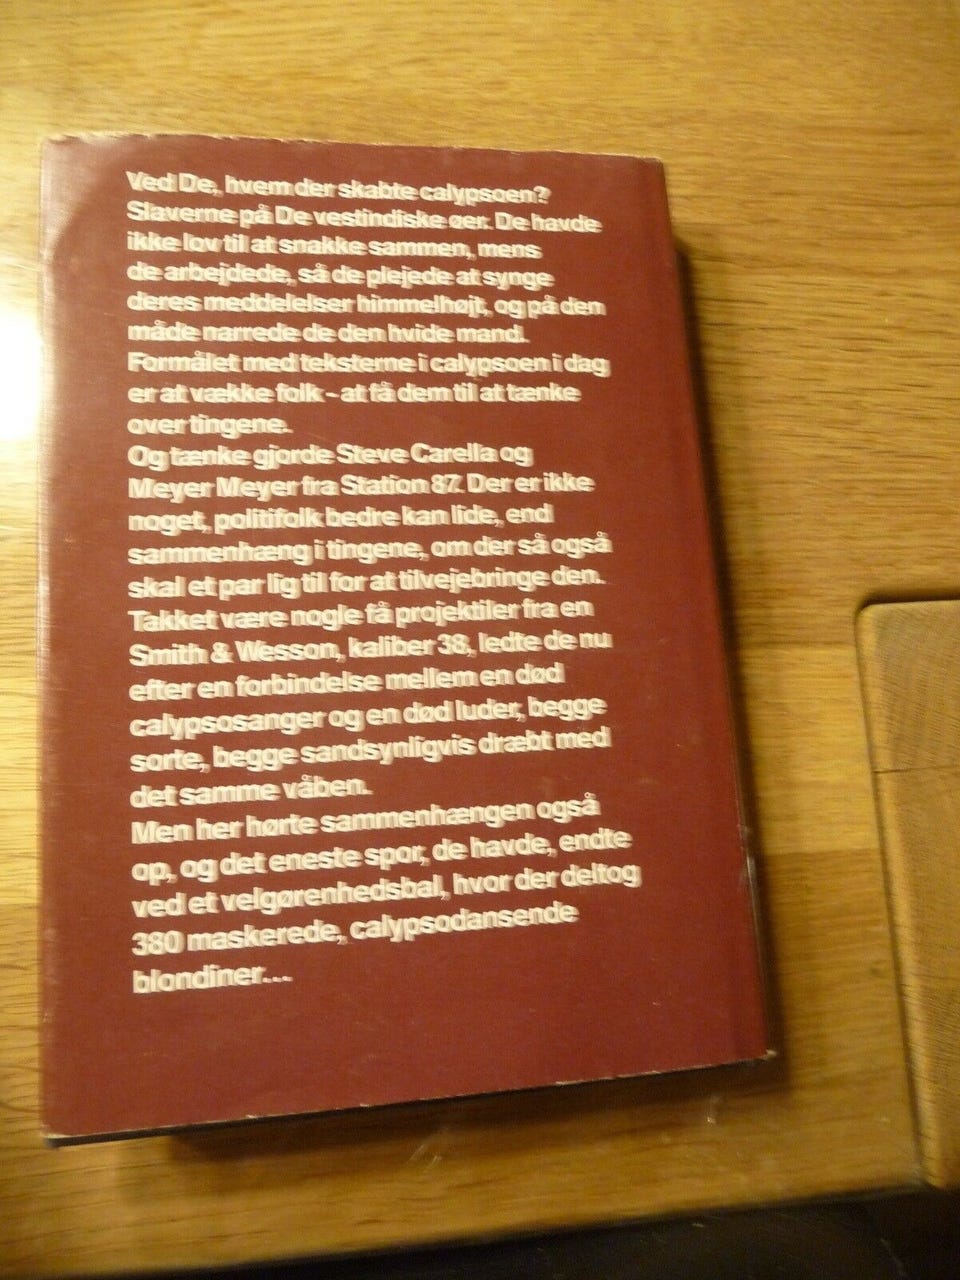 Ved De, hvem der skabte calypsoen?
Slaverne på De vestindiske øer. De havde
ikke lov til at snakke sammen, mens
de arbejdede, så de plejede at synge
deres meddelelser himmelhøjt, og på den
måde narrede de den hvide mand.
Formålet med teksterne i calypsoen i dag
er at vække folk - at få dem til at tænke
over tingene.
Og tænke gjorde Steve Carella og
Meyer Meyer fra Station 87. Der er ikke
noget, politifolk bedre kan lide, end
sammenhæng i tingene, om der så også
skal et par lig til for at tilvejebringe den.
Takket være nogle få projektiler fra en
Smith & Wesson, kaliber 38, ledte de nu
efter en forbindelse mellem en død
calypsosanger og en død luder, begge
sorte, begge sandsynligvis dræbt med
det samme våben.
Men her hørte sammenhængen også
op, og det eneste spor, de havde, endte
ved et velgørenhedsbal, hvor der deltog
380 maskerede, calypsodansende
blondiner...